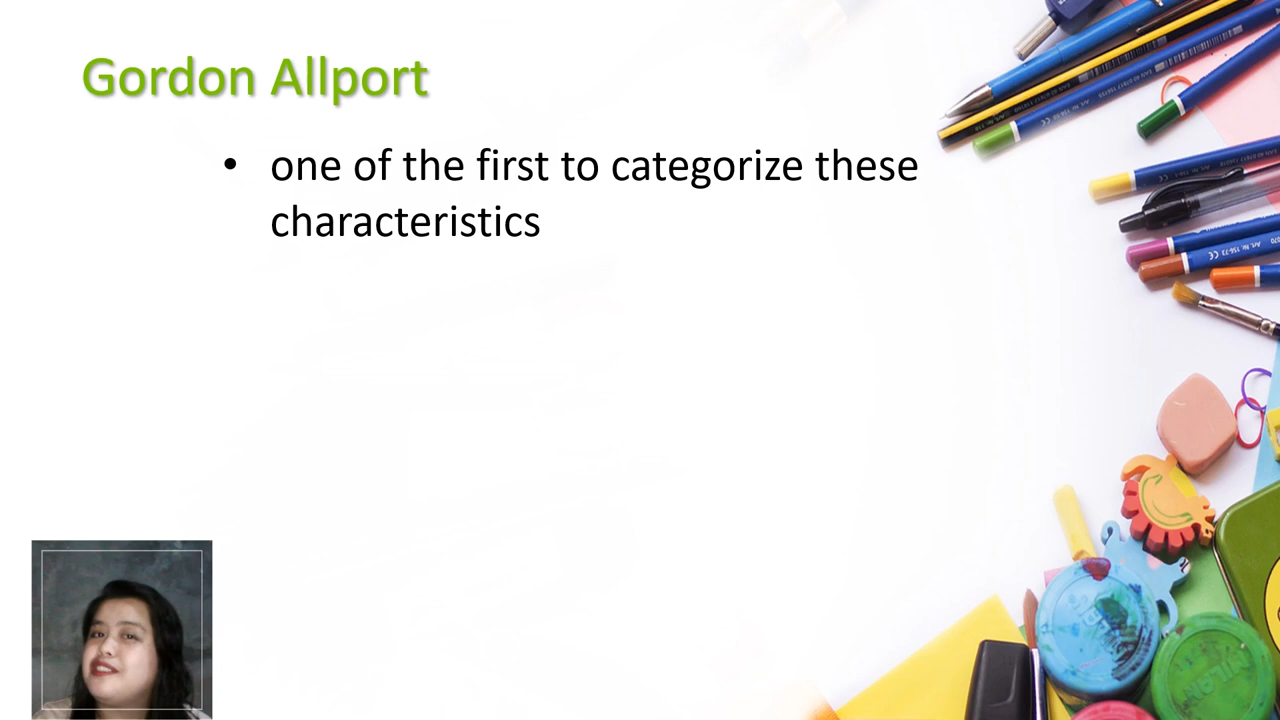 Gordon Allport
• one of the first to categorize these
characteristics